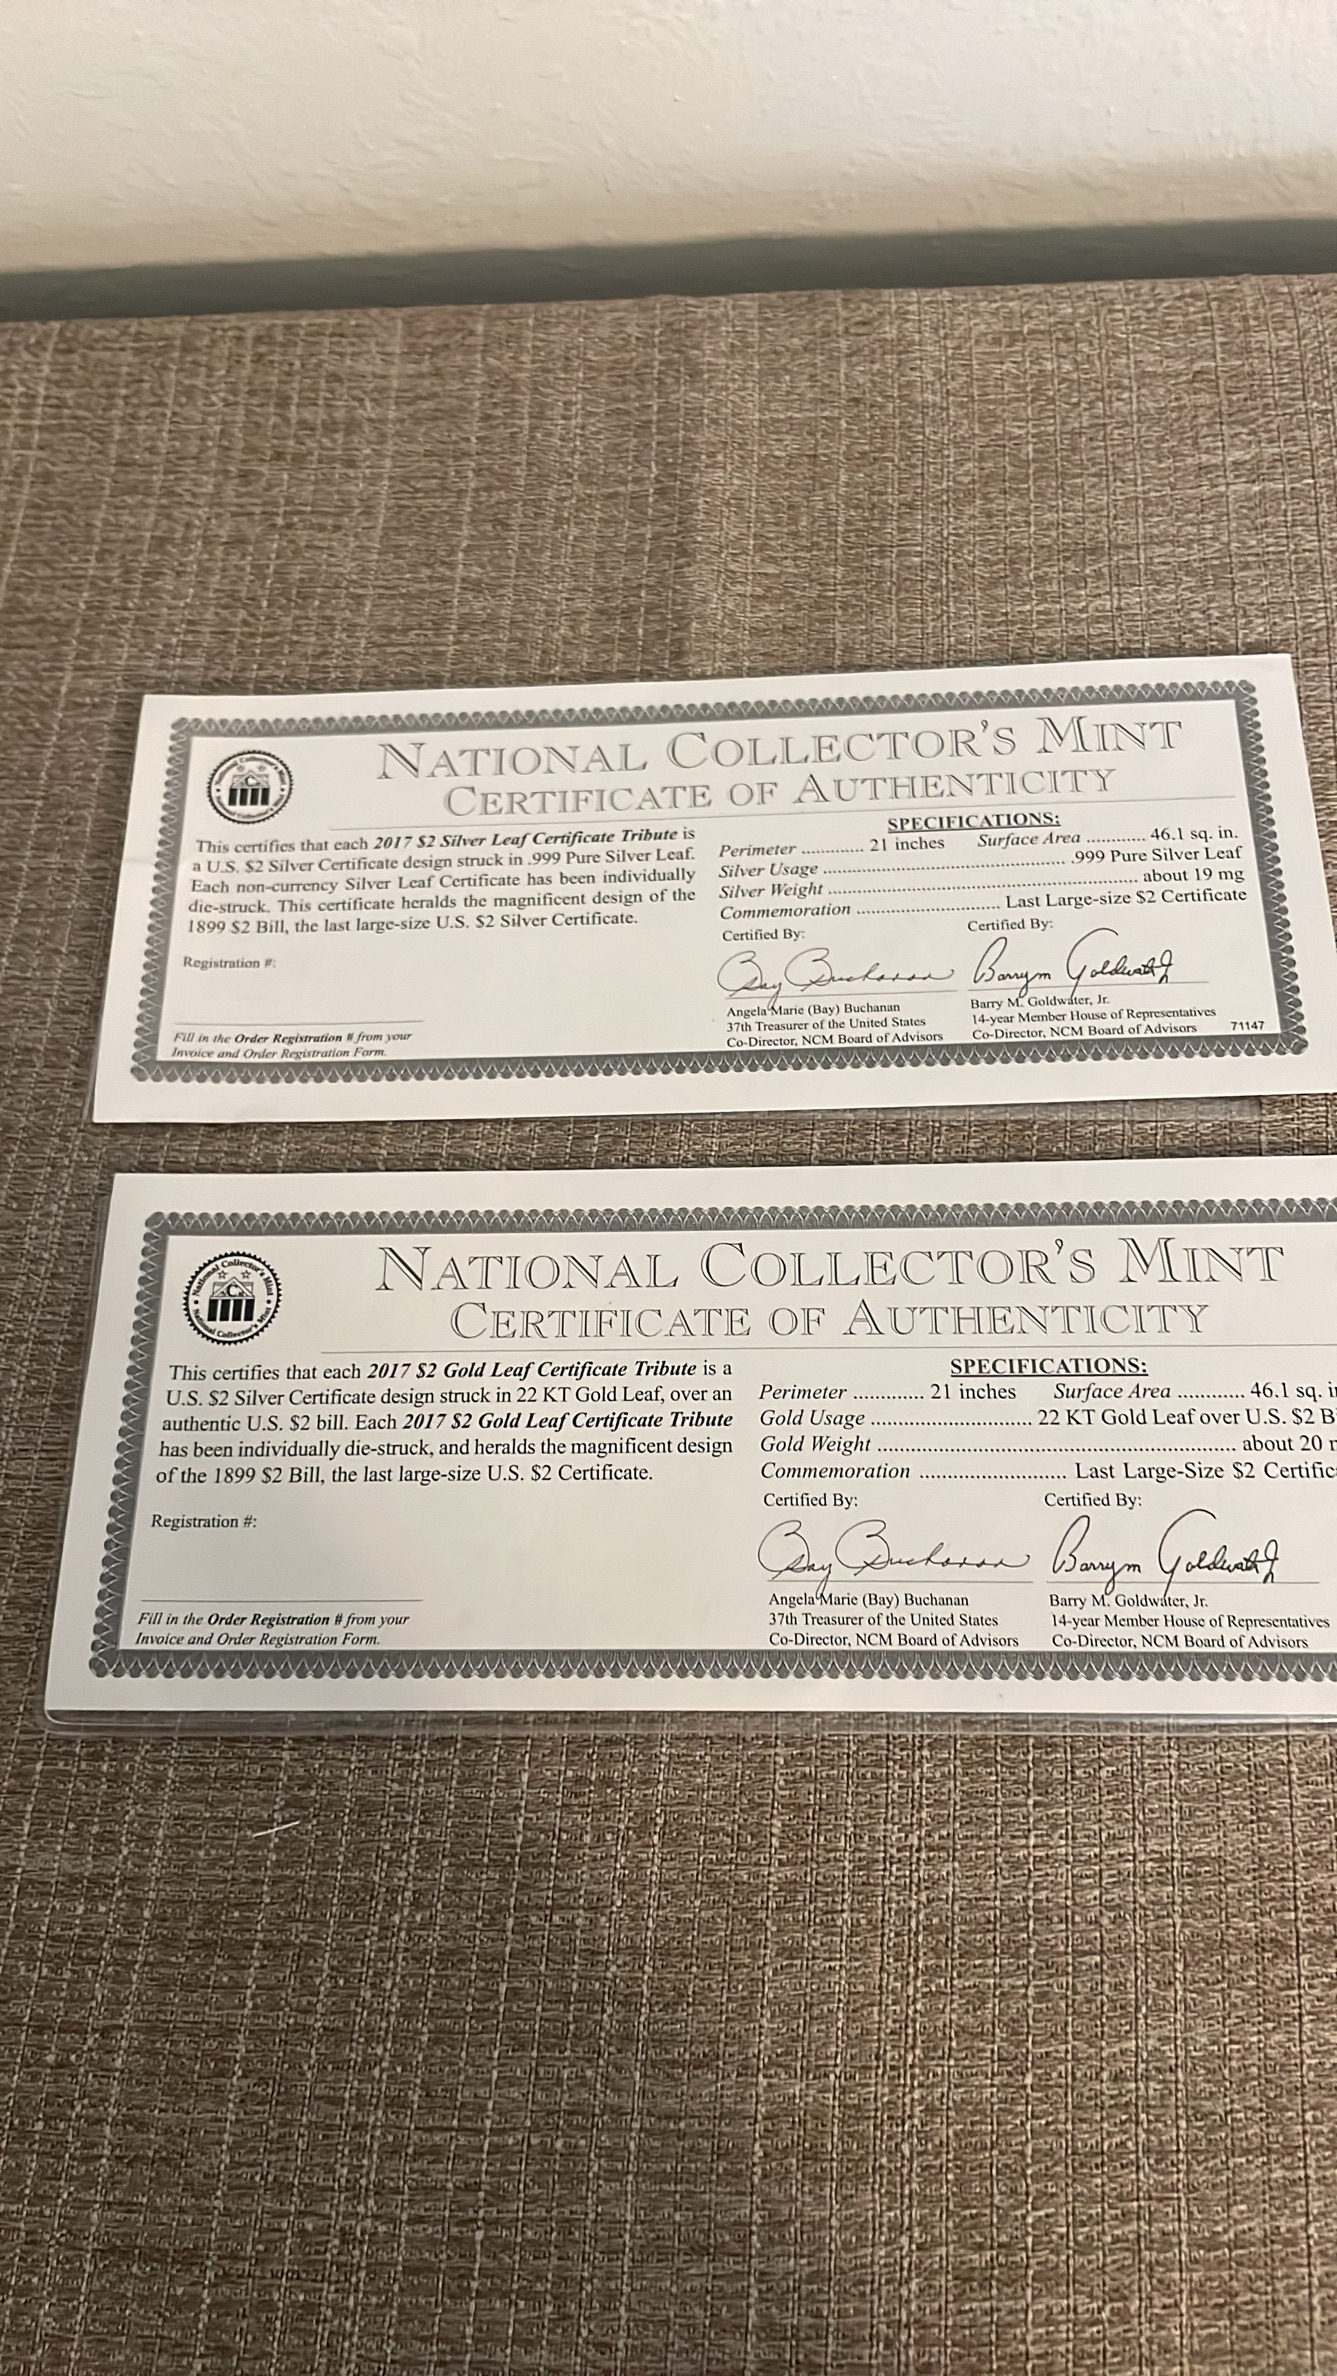 NATIONAL COLLECTOR'S MINT
CERTIFICATE OF AUTHENTICITY
This certifies that each 2017 $2 Silver Leaf Certificate Tribute is
a U.S. $2 Silver Certificate design struck in .999 Pure Silver Leaf.
Each non-currency Silver Leaf Certificate has been individually
die-struck. This certificate heralds the magnificent design of the
1899 $2 Bill, the last large-size U.S. $2 Silver Certificate.
Registration #:
Fill in the Order Registration # from your
Invoice and Order Registration Form.
SPECIFICATIONS:
Perimeter ............. 21 inches Surface Area ............ 46.1 sq. in.
Silver Usage .................................................. .999 Pure Silver Leaf
Silver Weight ................................................................ about 19 mg
Commemoration ............................. Last Large-size $2 Certificate
Certified By: Certified By:
Bay Buchanan Barry M Goldwater Jr
Angela Marie (Bay) Buchanan
37th Treasurer of the United States
Co-Director, NCM Board of Advisors
Barry M. Goldwater, Jr.
14-year Member House of Representatives
Co-Director, NCM Board of Advisors 71147
NATIONAL COLLECTOR'S MINT
CERTIFICATE OF AUTHENTICITY
National Collector's Mint
C
This certifies that each 2017 $2 Gold Leaf Certificate Tribute is a
U.S. $2 Silver Certificate design struck in 22 KT Gold Leaf, over an
authentic U.S. $2 bill. Each 2017 $2 Gold Leaf Certificate Tribute
has been individually die-struck, and heralds the magnificent design
of the 1899 $2 Bill, the last large-size U.S. $2 Certificate.
Registration #:
Fill in the Order Registration # from your
Invoice and Order Registration Form.
SPECIFICATIONS:
Perimeter ............ 21 inches Surface Area ............ 46.1 sq.
Gold Usage ............................ 22 KT Gold Leaf over U.S. $2
Gold Weight ............................................................... about 20
Commemoration ......................... Last Large-Size $2
Certified By: Certified By:
Bay Buchanan Barry M Goldwater Jr
Angela Marie (Bay) Buchanan
37th Treasurer of the United States
Co-Director, NCM Board of Advisors
Barry M. Goldwater, Jr.
14-year Member House of Representatives
Co-Director, NCM Board of Advisors